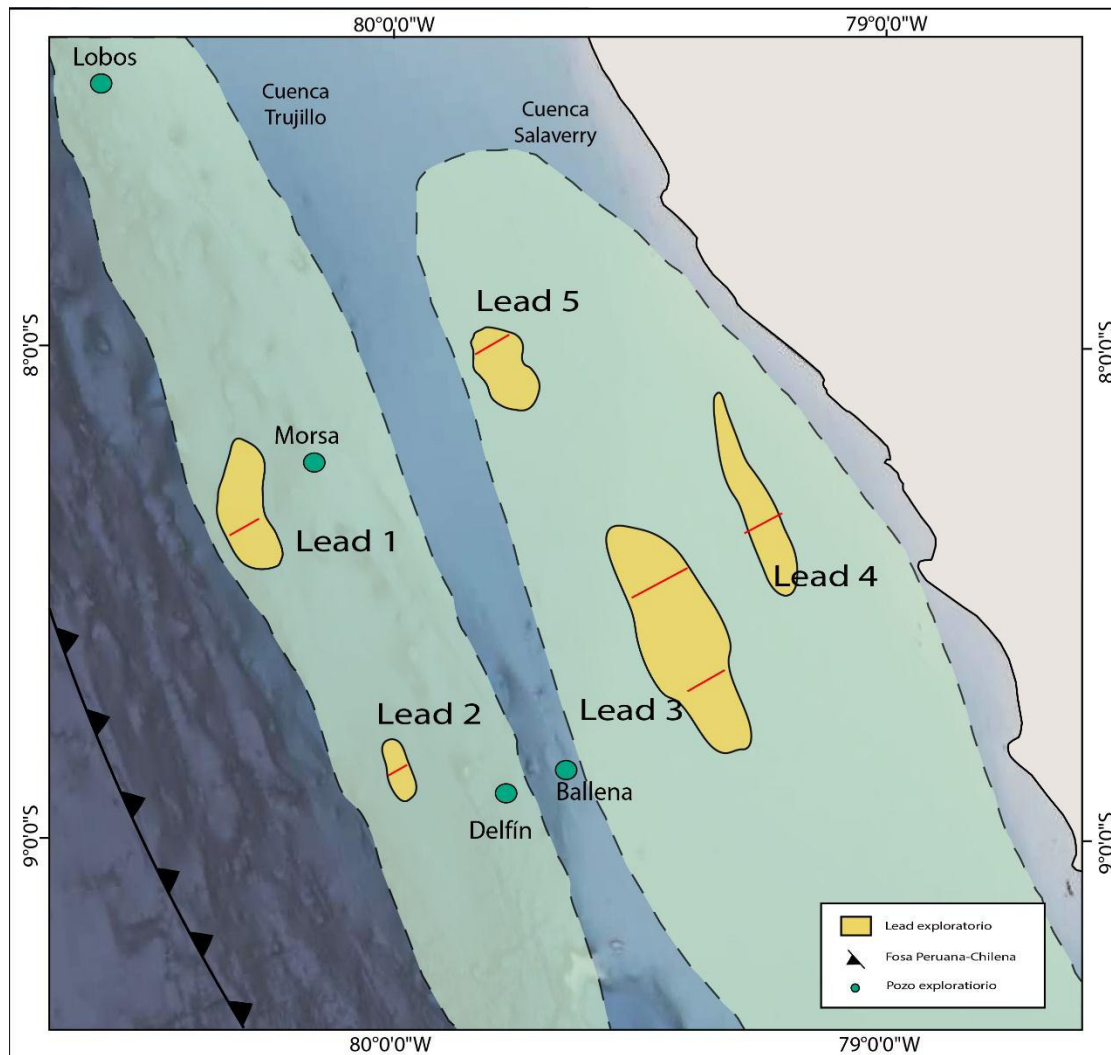 80°0'0"W
79°0'0"W
Lobos
Cuenca
Trujillo
Cuenca
Salaverry
Lead 5
8°0'0"S
8°0'0"S
Morsa
Lead 1
Lead 4
Lead 2
Lead 3
Ballena
Delfín
9°0'0"S
9°0'0"S
Lead exploratorio
Fosa Peruana-Chilena
Pozo exploratiorio
80°0'0"W
79°0'0"W